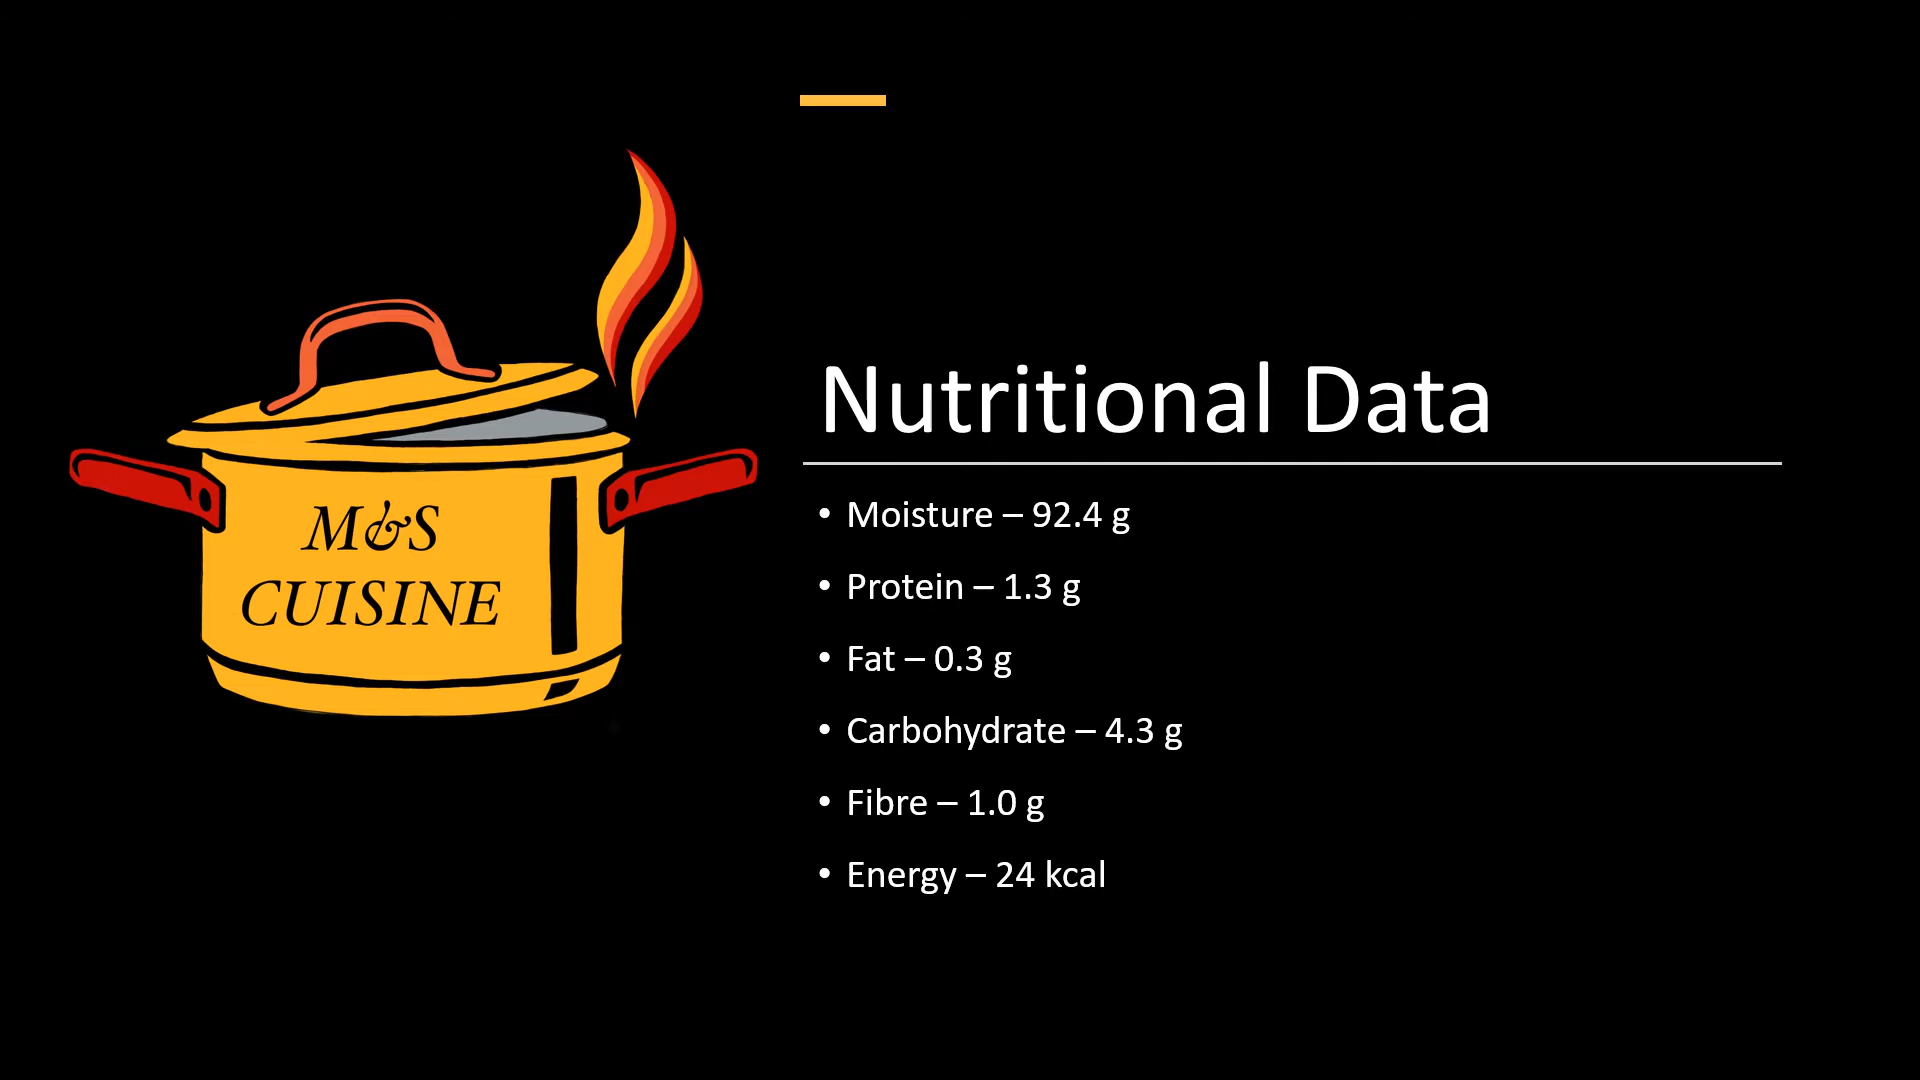 M&S
CUISINE
Nutritional Data
• Moisture – 92.4 g
• Protein – 1.3 g
• Fat – 0.3 g
• Carbohydrate – 4.3 g
• Fibre – 1.0 g
• Energy – 24 kcal